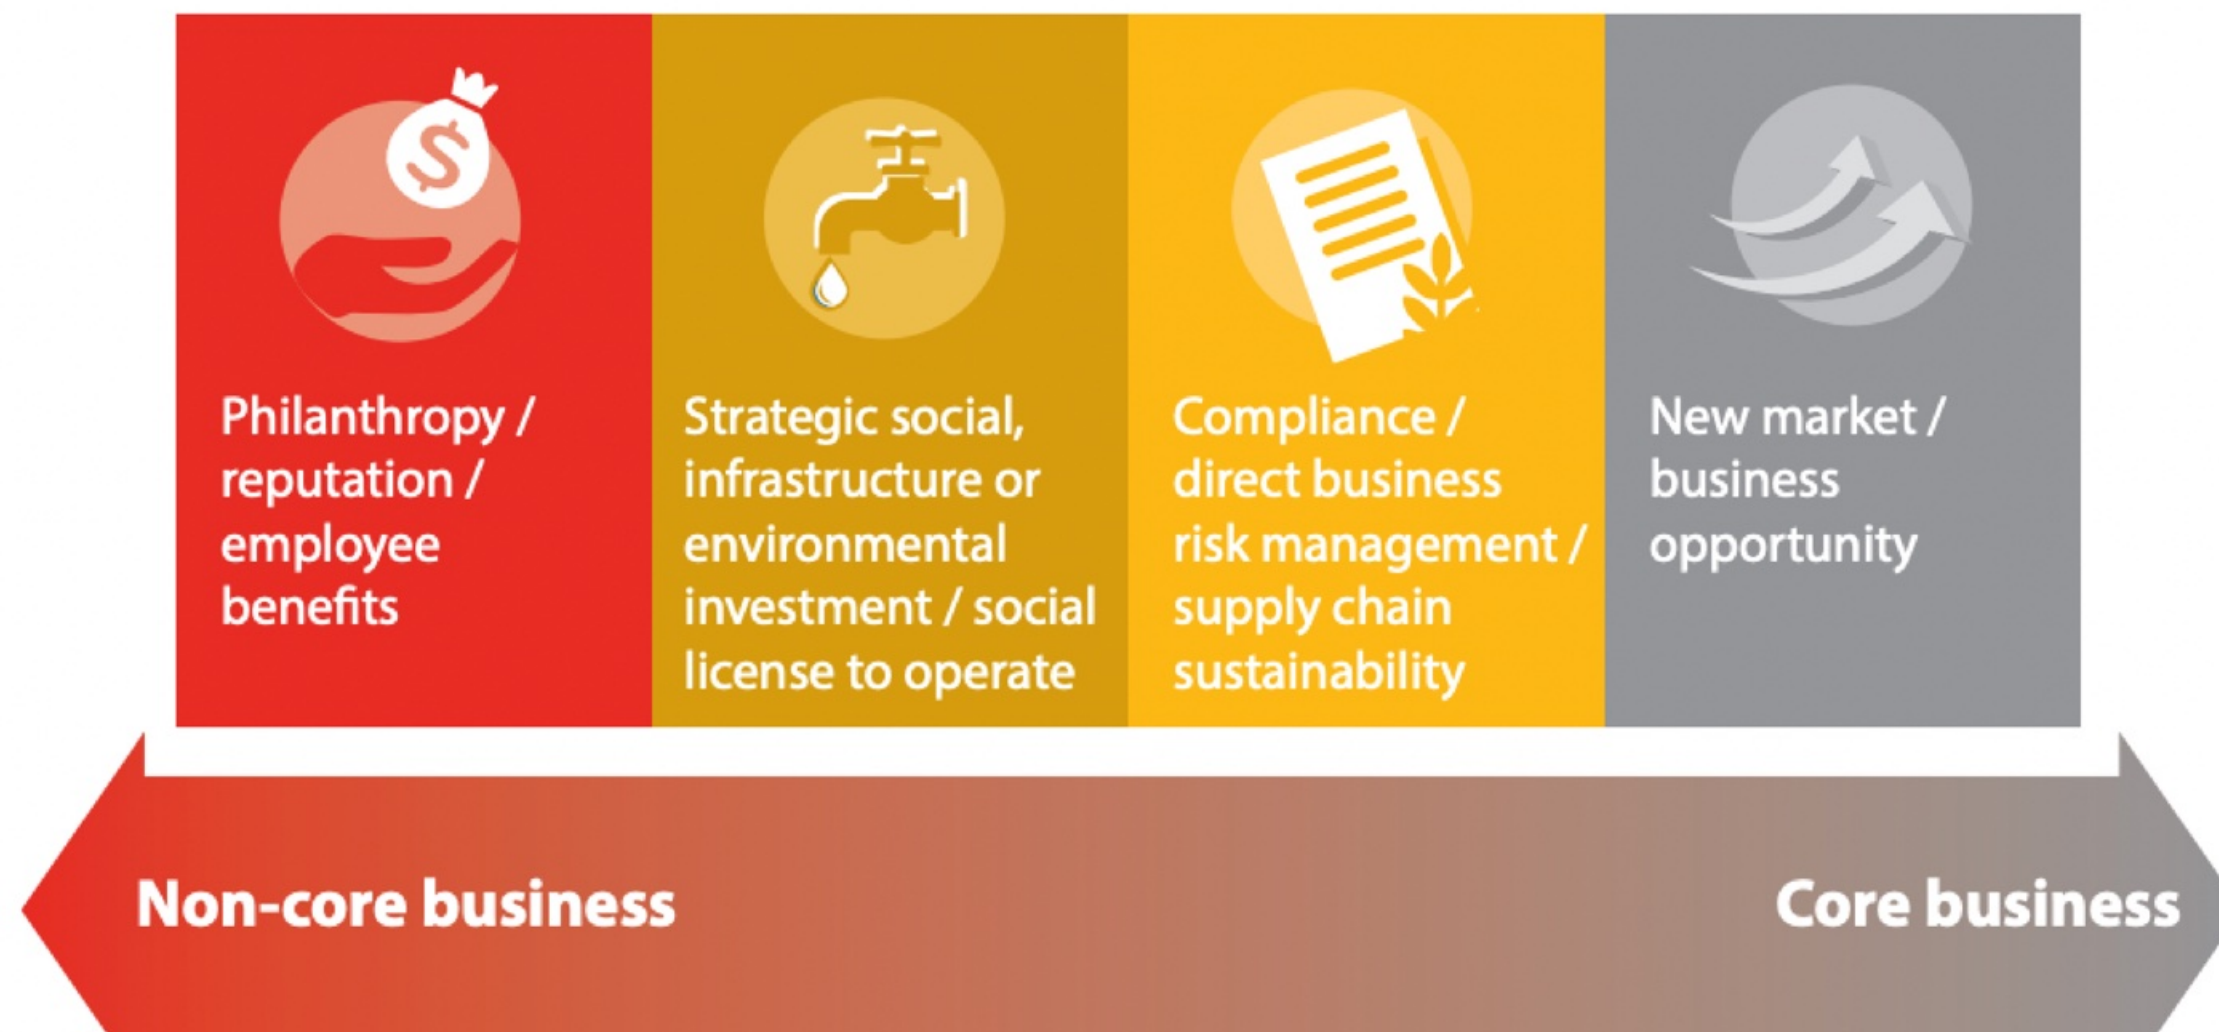 $
Philanthropy /
reputation /
employee
benefits
Strategic social,
infrastructure or
environmental
investment / social
license to operate
Compliance /
direct business
risk management /
supply chain
sustainability
New market /
business
opportunity
Non-core business
Core business